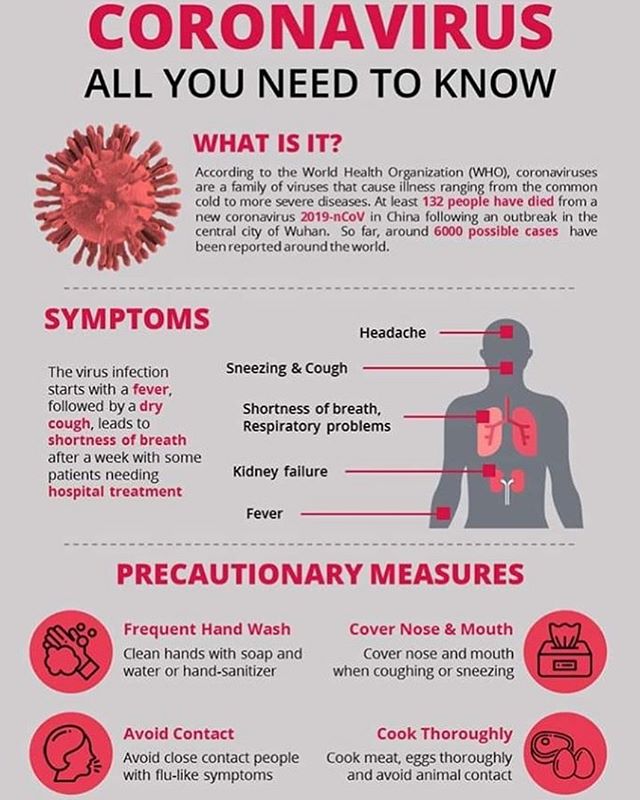 CORONAVIRUS
ALL YOU NEED TO KNOW
WHAT IS IT?
According to the World Health Organization (WHO), coronaviruses
are a family of viruses that cause illness ranging from the common
cold to more severe diseases. At least 132 people have died from a
new coronavirus 2019-nCoV in China following an outbreak in the
central city of Wuhan. So far, around 6000 possible cases have
been reported around the world.
SYMPTOMS
The virus infection
starts with a fever,
followed by a dry
cough, leads to
shortness of breath
after a week with some
patients needing
hospital treatment
Headache
Sneezing & Cough
Shortness of breath,
Respiratory problems
Kidney failure
Fever
PRECAUTIONARY MEASURES
Frequent Hand Wash
Clean hands with soap and
water or hand-sanitizer
Cover Nose & Mouth
Cover nose and mouth
when coughing or sneezing
Avoid Contact
Avoid close contact people
with flu-like symptoms
Cook Thoroughly
Cook meat, eggs thoroughly
and avoid animal contact